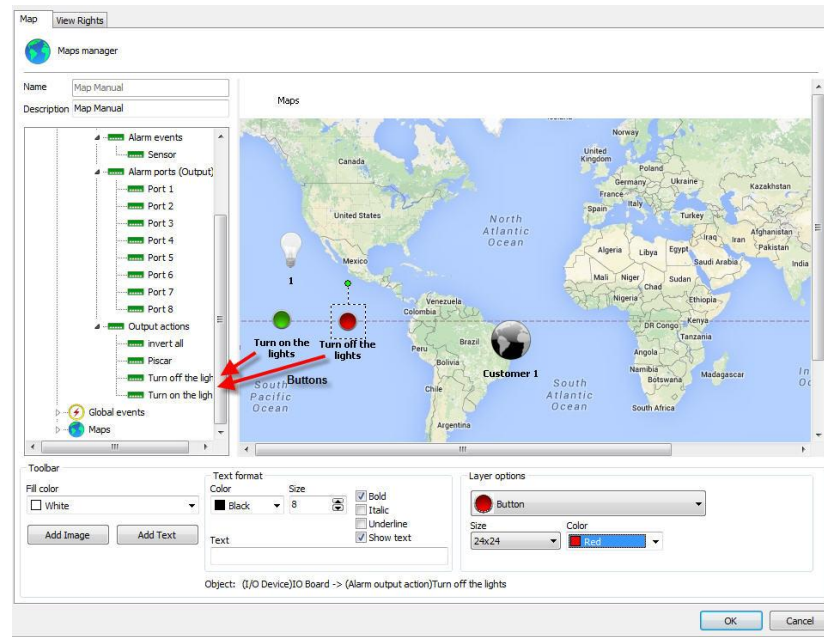 Map
View Rights
Maps manager
Name
Map Manual
Description
Map Manual
Alarm events
Sensor
Alarm ports (Output)
Port 1
Port 2
Port 3
Port 4
Port 5
Port 6
Port 7
Port 8
Output actions
invert all
Piscar
Turn off the ligh
Turn on the ligh
Global events
Maps
Maps
Canada
United States
Mexico
North
Atlantic
Ocean
Norway
United
Kingdom
Poland
Germany
Ukraine
Kazakhstan
France
Italy
Spain
Turkey
Afghanistan
Iraq
Iran
Pakistan
Algeria
Libya
Egypt
Saudi Arabia
India
Mali
Niger
Chad
Sudan
Nigeria
Ethiopia
Venezuela
Colombia
DR Congo
Kenya
Tanzania
Peru
Brazil
Bolivia
Angola
Namibia
Botswana
Madagascar
Chile
South
Atlantic
Ocean
South Africa
Argentina
South
Pacific
Ocean
1
Turn on the
lights
Turn off the
lights
Buttons
Customer 1
Toolbar
Fill color
White
Add Image
Add Text
Text format
Color
Size
Black
8
Bold
Italic
Underline
Show text
Text
Layer options
Button
Size
Color
24x24
Red
Object: (I/O Device)IO Board -> (Alarm output action)Turn off the lights
OK
Cancel